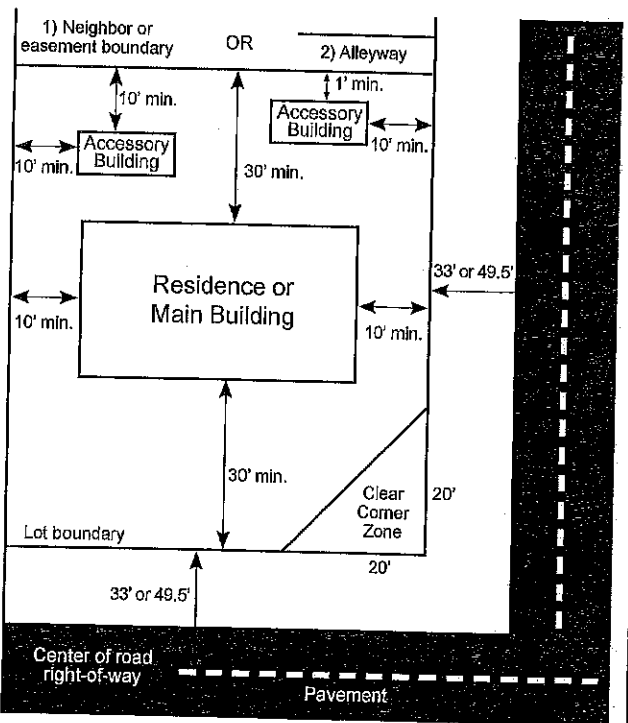 1) Neighbor or
easement boundary
OR
2) Alleyway
10' min.
1' min.
Accessory
Building
Accessory
Building
10' min.
10' min.
30' min.
Residence or
Main Building
33' or 49.5'
10' min.
10' min.
30' min.
Clear
Corner
Zone
20'
Lot boundary
20'
33' or 49.5'
Center of road
right-of-way
Pavement